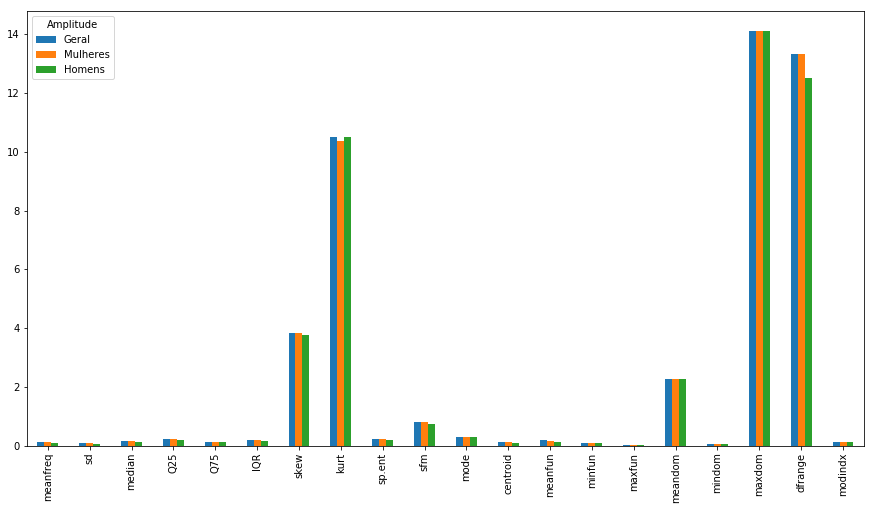 Amplitude
Geral
Mulheres
Homens
14
12
10
8
6
4
2
0
meanfreq
sd
median
Q25
Q75
IQR
skew
kurt
sp.ent
sfm
mode
centroid
meanfun
minfun
maxfun
meandom
mindom
maxdom
dfrange
modindx